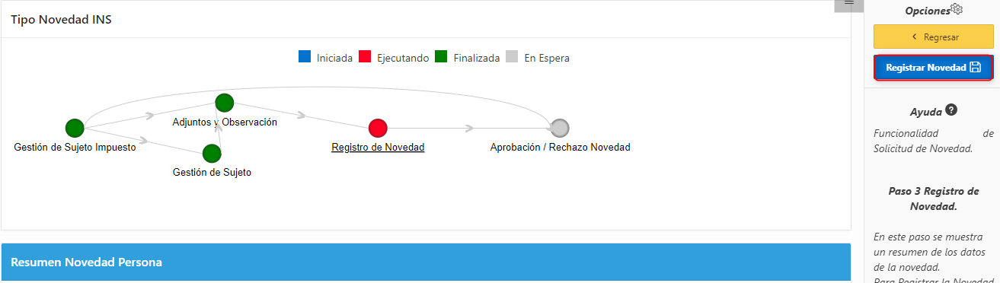 Tipo Novedad INS
Iniciada Ejecutando Finalizada En Espera
Adjuntos y Observación
Gestión de Sujeto Impuesto
Registro de Novedad
Aprobación / Rechazo Novedad
Gestión de Sujeto
Resumen Novedad Persona
Opciones
Regresar
Registrar Novedad
Ayuda
Funcionalidad de
Solicitud de Novedad.
Paso 3 Registro de
Novedad.
En este paso se muestra
un resumen de los datos
de la novedad.
Para Registrar la Novedad